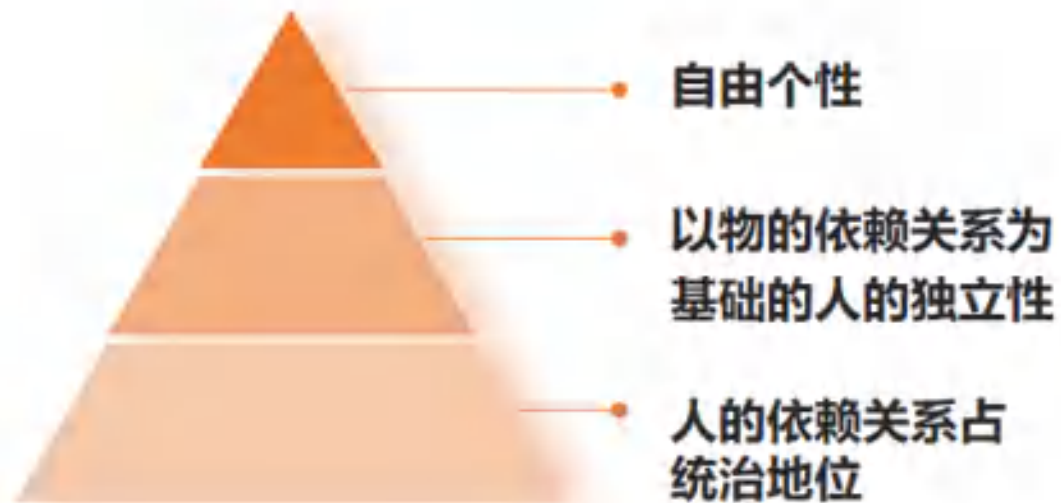 自由个性
以物的依赖关系为
基础的人的独立性
人的依赖关系占
统治地位